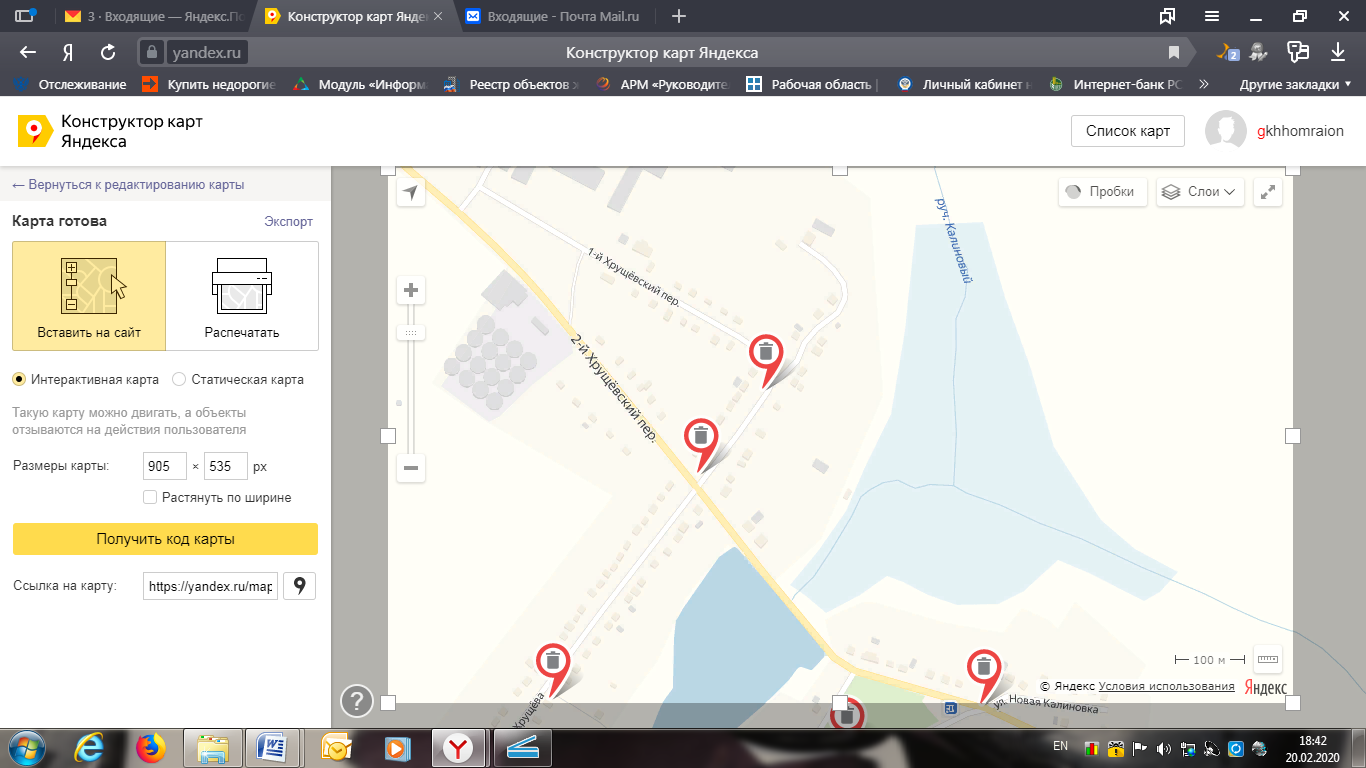 3 · Входящие — Яндекс.По
Конструктор карт Янде
Входящие - Почта Mail.ru
Я
yandex.ru
Конструктор карт Яндекса
2
Отслеживание
Купить недорогие
Модуль «Информ
Реестр объектов ж
АРМ «Руководите
Рабочая область |
Личный кабинет н
Интернет-банк РС
Другие закладки
Конструктор карт
Яндекса
Список карт
gkhhomraion
← Вернуться к редактированию карты
Карта готова
Экспорт
Вставить на сайт
Распечатать
Интерактивная карта
Статическая карта
Такую карту можно двигать, а объекты
отзываются на действия пользователя
Размеры карты:
905
×
535
px
Растянуть по ширине
Получить код карты
Ссылка на карту:
https://yandex.ru/map
Пробки
Слои
руч. Калиновый
1-й Хрущёвский пер.
2-й Хрущёвский пер.
Хрущёва
ул. Новая Калиновка
100 м
© Яндекс Условия использования
Яндекс
?
EN
18:42
20.02.2020